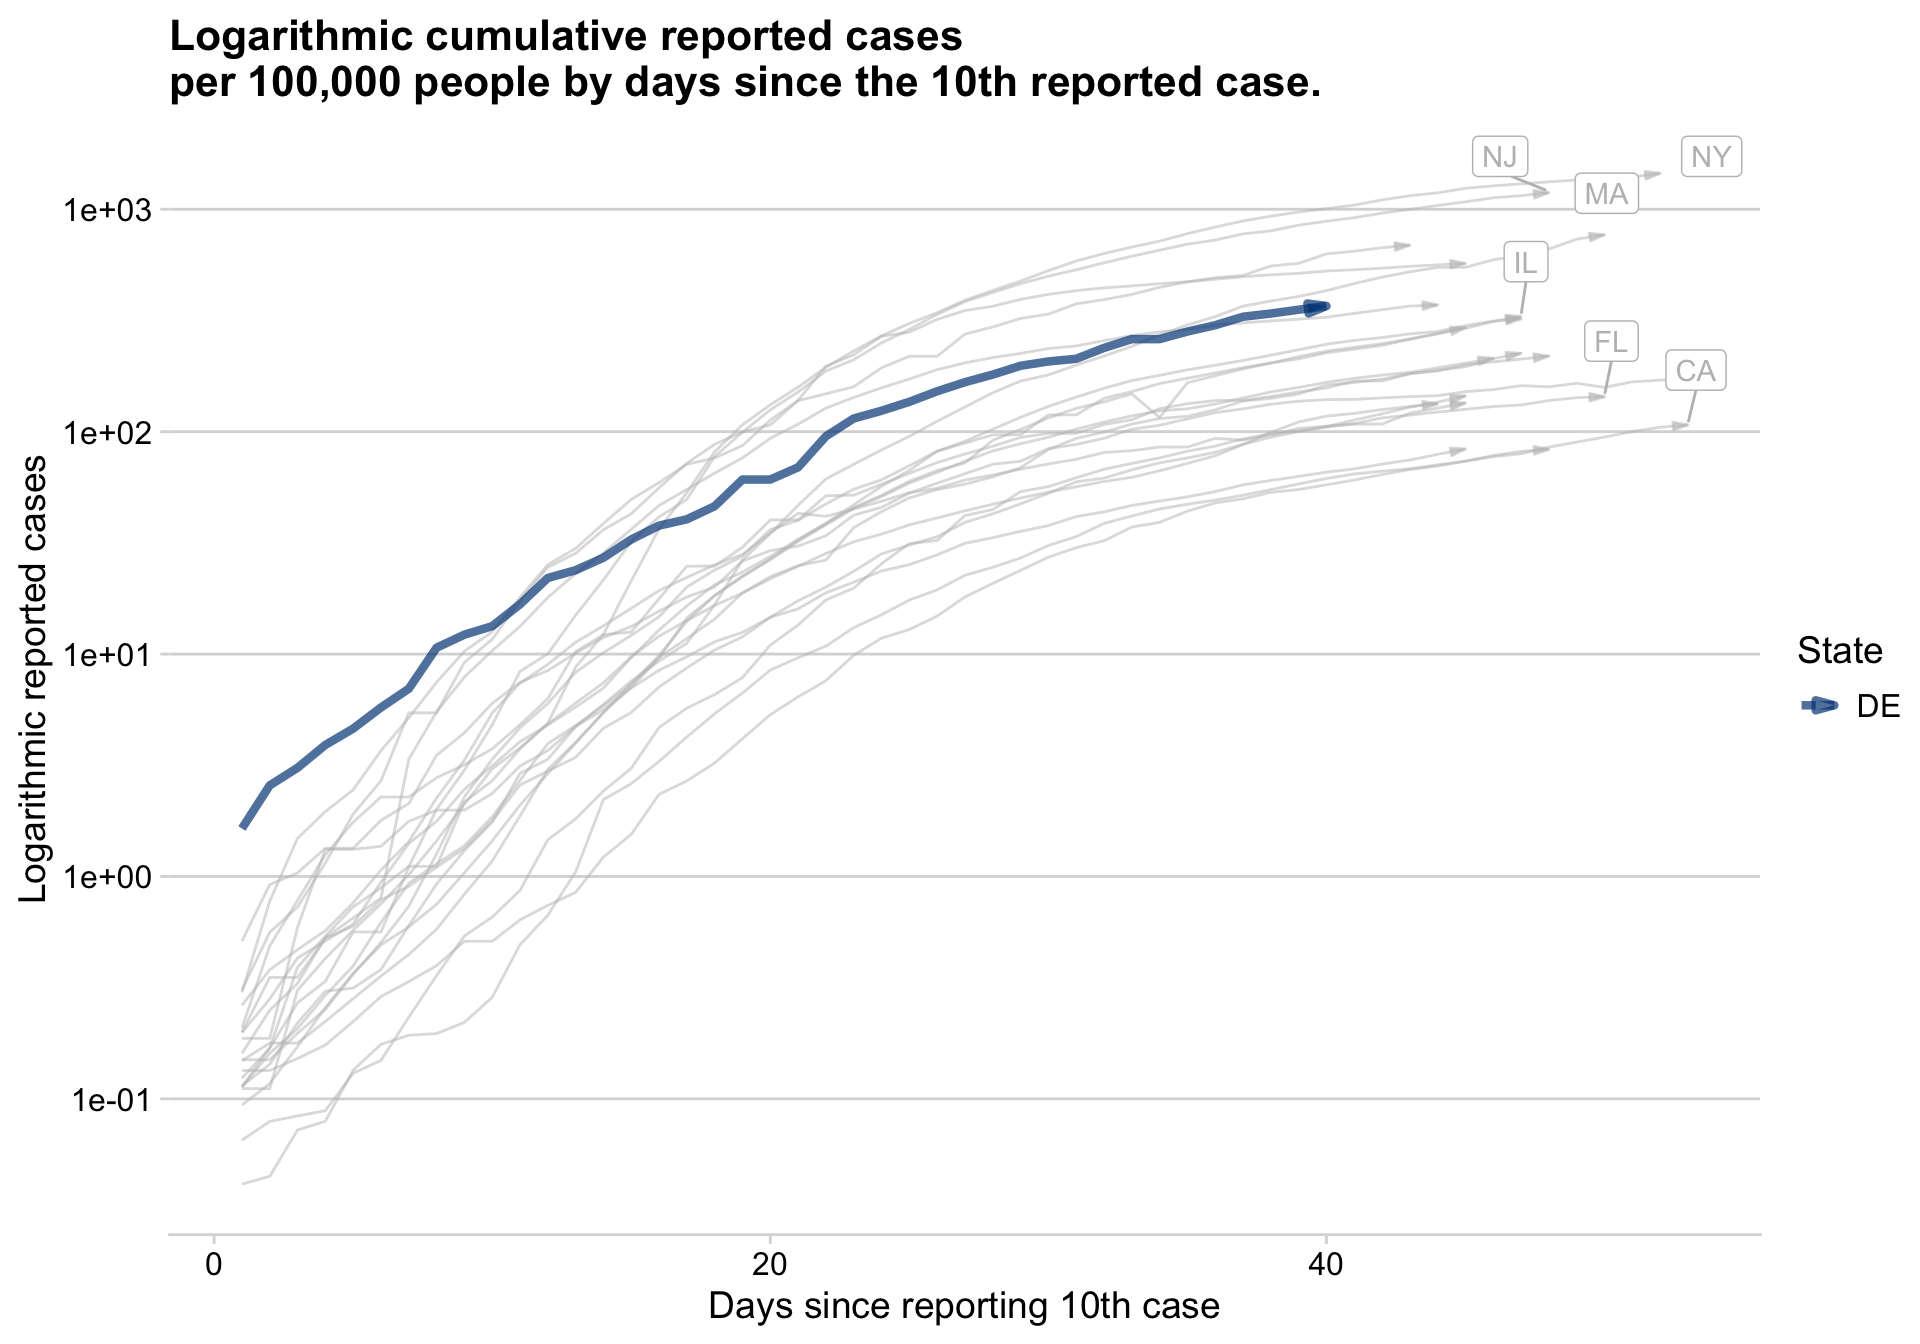 Logarithmic cumulative reported cases
per 100,000 people by days since the 10th reported case.
NJ
NY
MA
IL
FL
CA
1e+03
1e+02
1e+01
1e+00
1e-01
Logarithmic reported cases
State
DE
0 20 40
Days since reporting 10th case